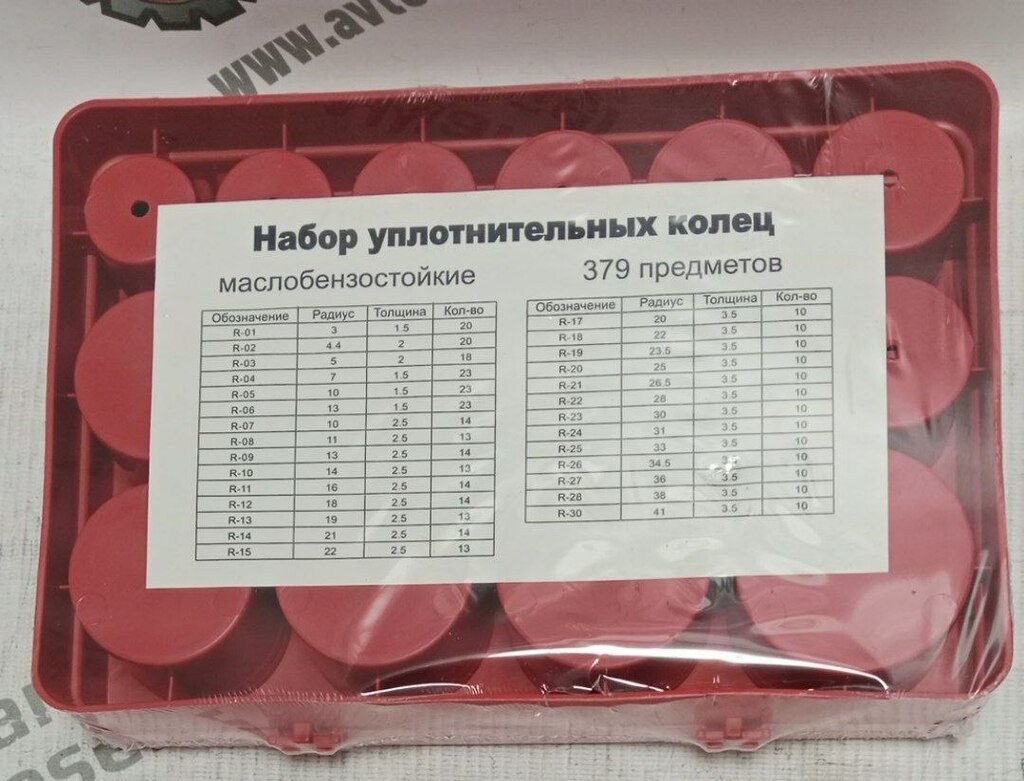 www.avto
Набор уплотнительных колец
маслобензостойкие
379 предметов
Обозначение Радиус Толщина Кол-во
R-01 3 1.5 20
R-02 4.4 2 20
R-03 5 2 18
R-04 7 1.5 23
R-05 10 1.5 23
R-06 13 1.5 23
R-07 10 2.5 14
R-08 11 2.5 13
R-09 13 2.5 14
R-10 14 2.5 13
R-11 16 2.5 14
R-12 18 2.5 14
R-13 19 2.5 13
R-14 21 2.5 14
R-15 22 2.5 13
Обозначение Радиус Толщина Кол-во
R-17 20 3.5 10
R-18 22 3.5 10
R-19 23.5 3.5 10
R-20 25 3.5 10
R-21 26.5 3.5 10
R-22 28 3.5 10
R-23 30 3.5 10
R-24 31 3.5 10
R-25 33 3.5 10
R-26 34.5 3.5 10
R-27 36 3.5 10
R-28 38 3.5 10
R-30 41 3.5 10